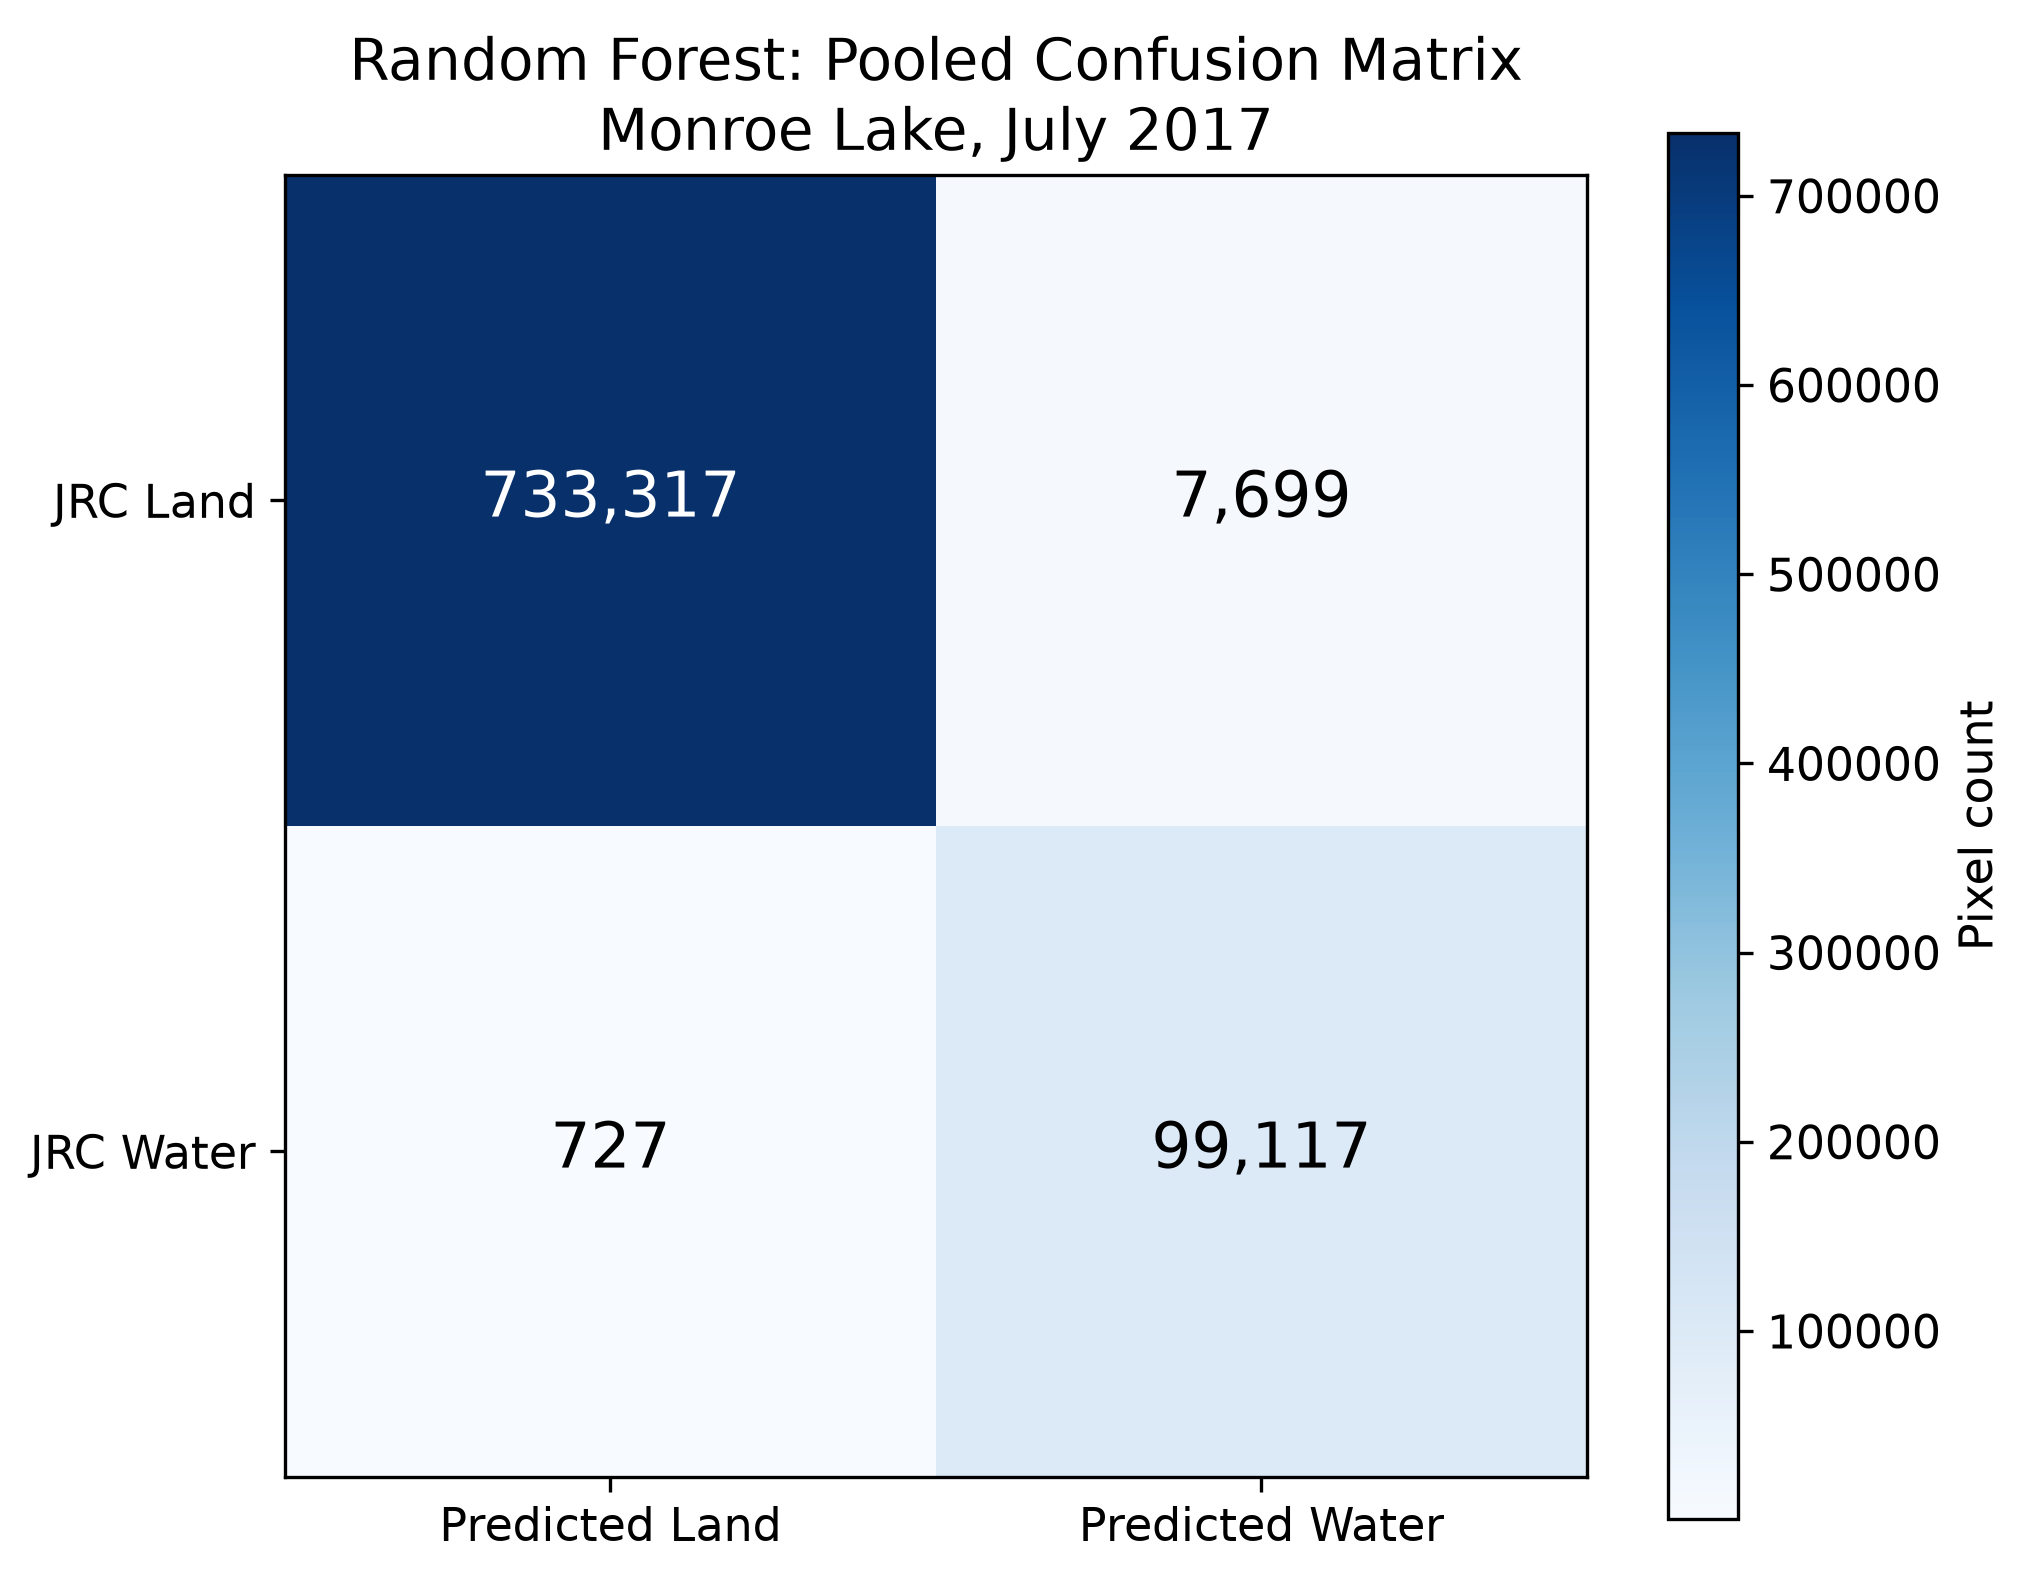 Random Forest: Pooled Confusion Matrix
Monroe Lake, July 2017
JRC Land
733,317
7,699
JRC Water
727
99,117
Predicted Land
Predicted Water
700000
600000
500000
400000
300000
200000
100000
Pixel count